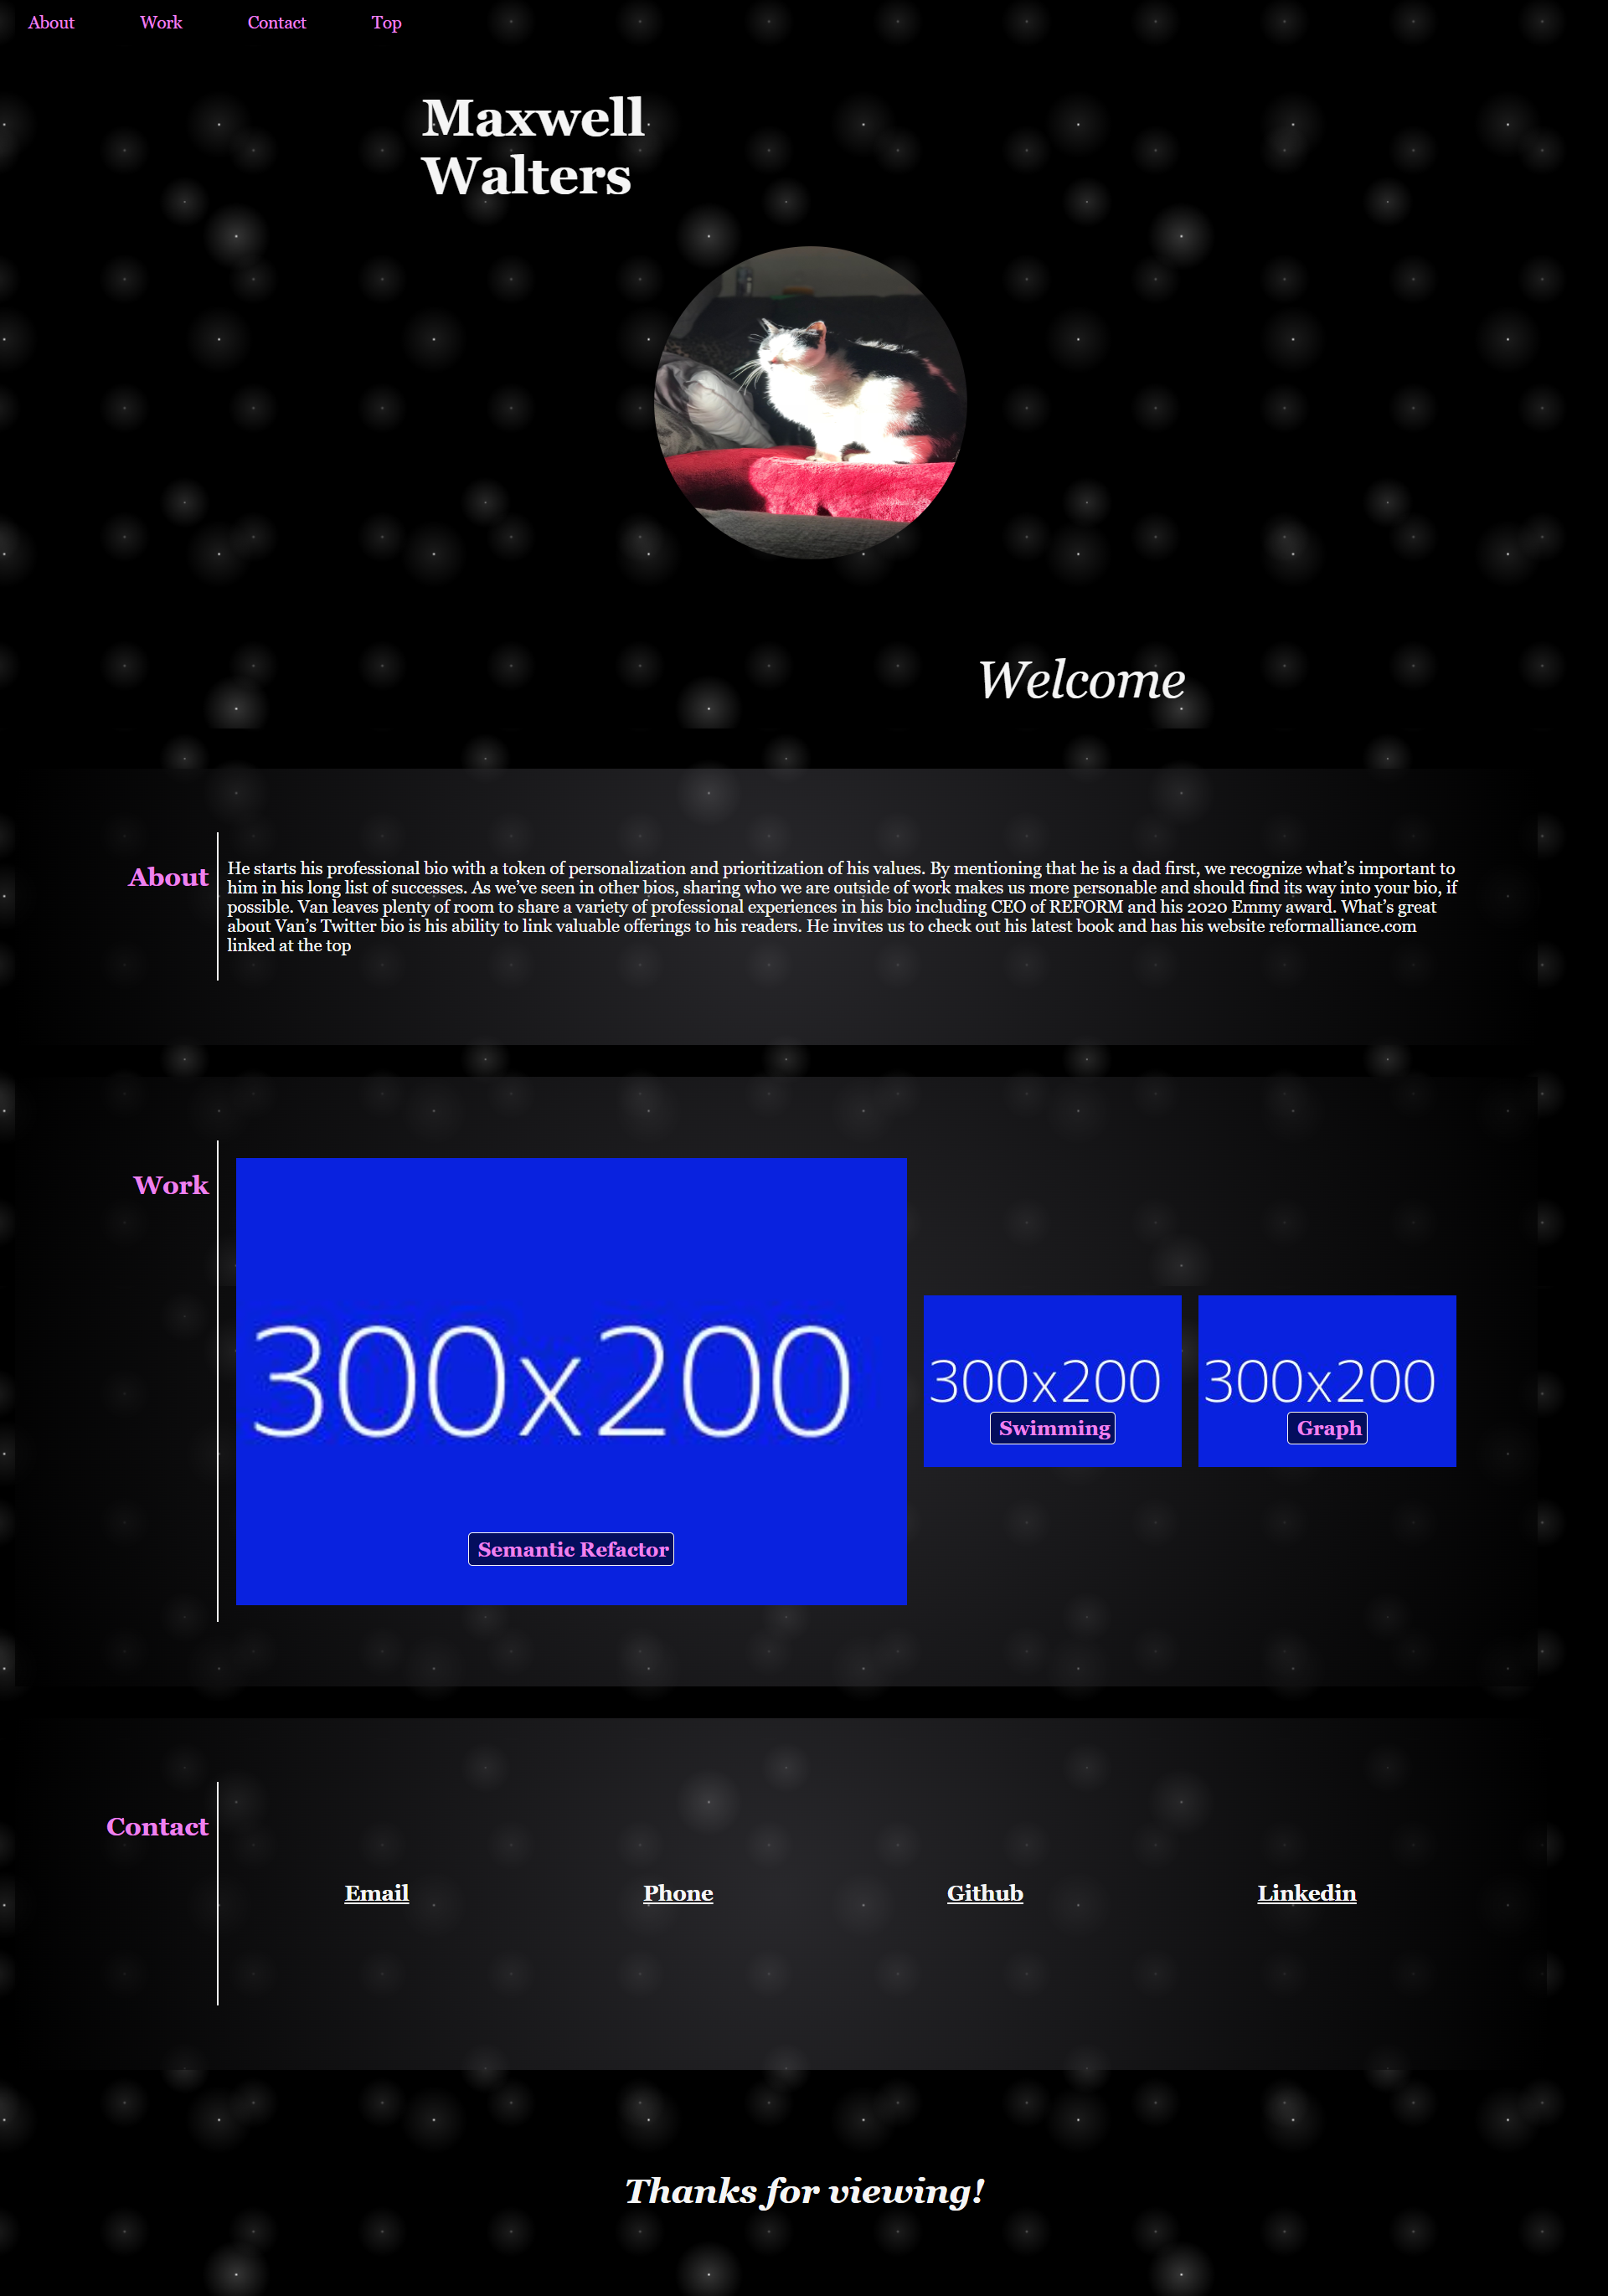 About Work Contact Top
Maxwell
Walters
Welcome
About
He starts his professional bio with a token of personalization and prioritization of his values. By mentioning that he is a dad first, we recognize what’s important to
him in his long list of successes. As we’ve seen in other bios, sharing who we are outside of work makes us more personable and should find its way into your bio, if
possible. Van leaves plenty of room to share a variety of professional experiences in his bio including CEO of REFORM and his 2020 Emmy award. What’s great
about Van’s Twitter bio is his ability to link valuable offerings to his readers. He invites us to check out his latest book and has his website reformalliance.com
linked at the top
Work
300x200
Semantic Refactor
300x200
Swimming
300x200
Graph
Contact
Email Phone Github Linkedin
Thanks for viewing!